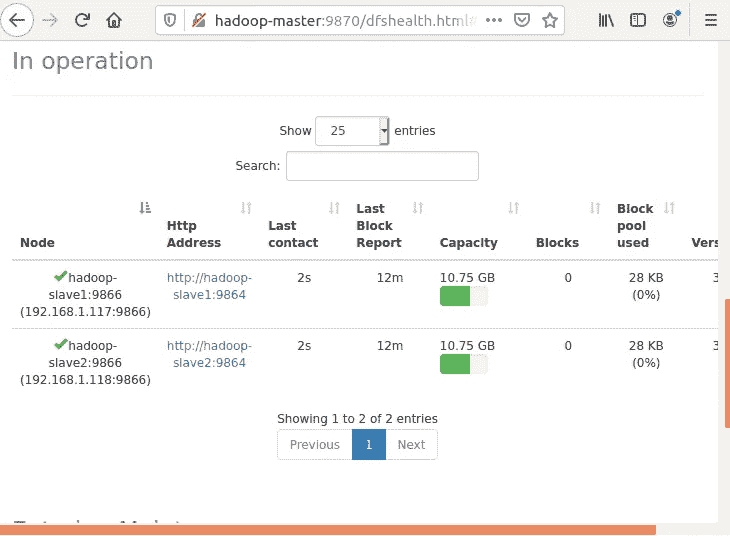 hadoop-master:9870/dfshealth.html
In operation
Show 25 entries
Search:
Node Http Address Last contact Last Block Report Capacity Blocks Block pool used Vers
hadoop-slave1:9866 (192.168.1.117:9866) http://hadoop-slave1:9864 2s 12m 10.75 GB 0 28 KB (0%) 3
hadoop-slave2:9866 (192.168.1.118:9866) http://hadoop-slave2:9864 2s 12m 10.75 GB 0 28 KB (0%) 3
Showing 1 to 2 of 2 entries
Previous 1 Next